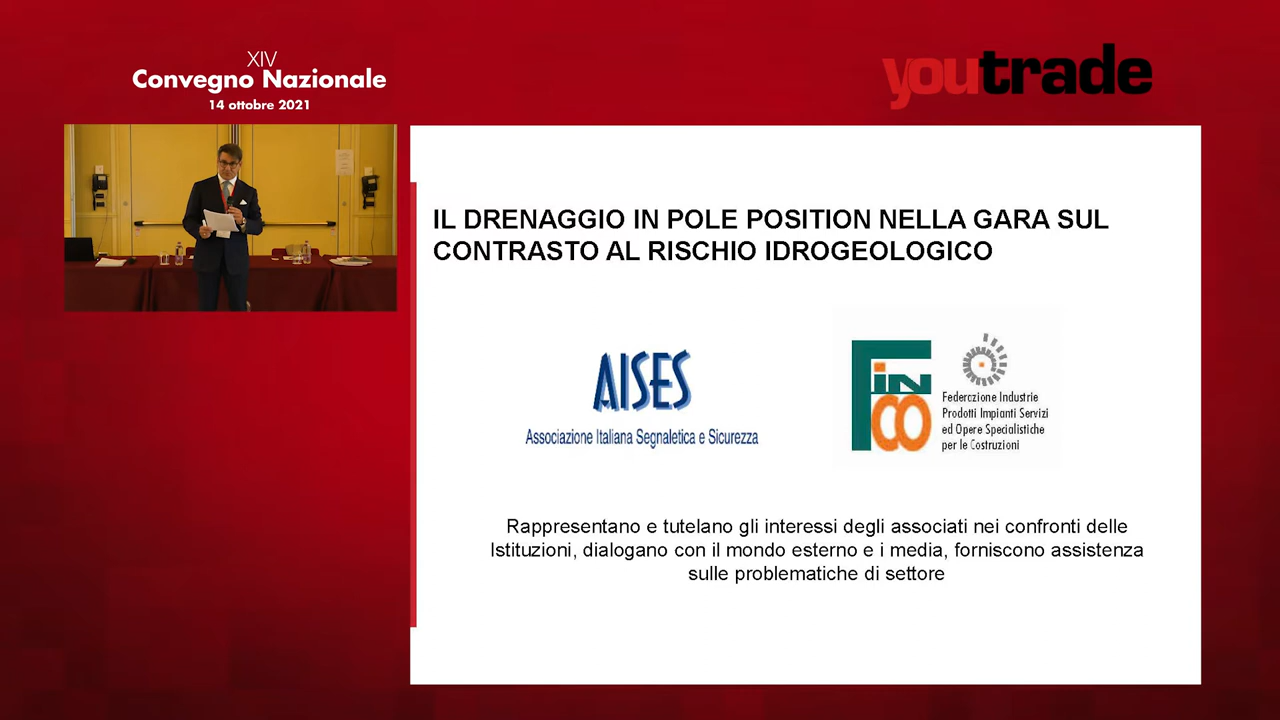 XIV
Convegno Nazionale
14 ottobre 2021
youtrade
IL DRENAGGIO IN POLE POSITION NELLA GARA SUL
CONTRASTO AL RISCHIO IDROGEOLOGICO
AISES
Associazione Italiana Segnaletica e Sicurezza
FINCO
Federazione Industrie
Prodotti Impianti Servizi
ed Opere Specialistiche
per le Costruzioni
Rappresentano e tutelano gli interessi degli associati nei confronti delle
Istituzioni, dialogano con il mondo esterno e i media, forniscono assistenza
sulle problematiche di settore